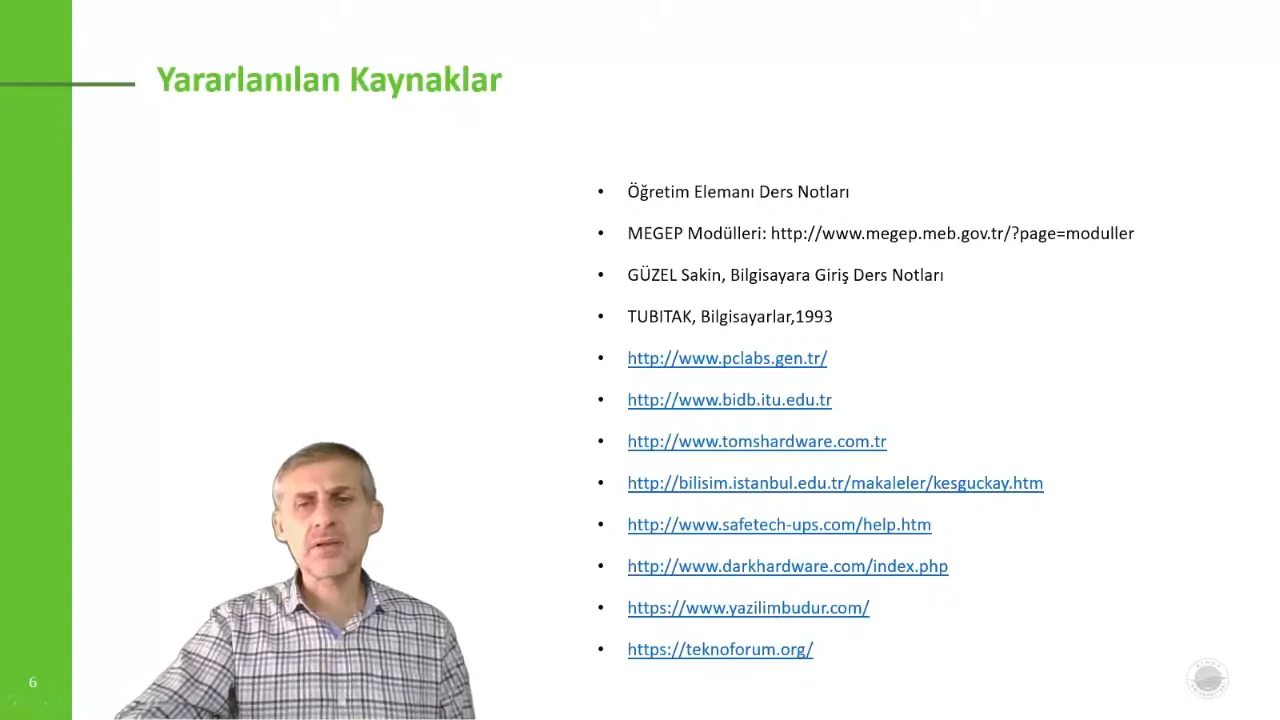 Yararlanılan Kaynaklar
• Öğretim Elemanı Ders Notları
• MEGEP Modülleri: http://www.megep.meb.gov.tr/?page=moduller
• GÜZEL Sakin, Bilgisayara Giriş Ders Notları
• TUBITAK, Bilgisayarlar,1993
• http://www.pclabs.gen.tr/
• http://www.bidb.itu.edu.tr
• http://www.tomshardware.com.tr
• http://bilisim.istanbul.edu.tr/makaleler/kesguckay.htm
• http://www.safetech-ups.com/help.htm
• http://www.darkhardware.com/index.php
• https://www.yazilimbudur.com/
• https://teknoforum.org/
6